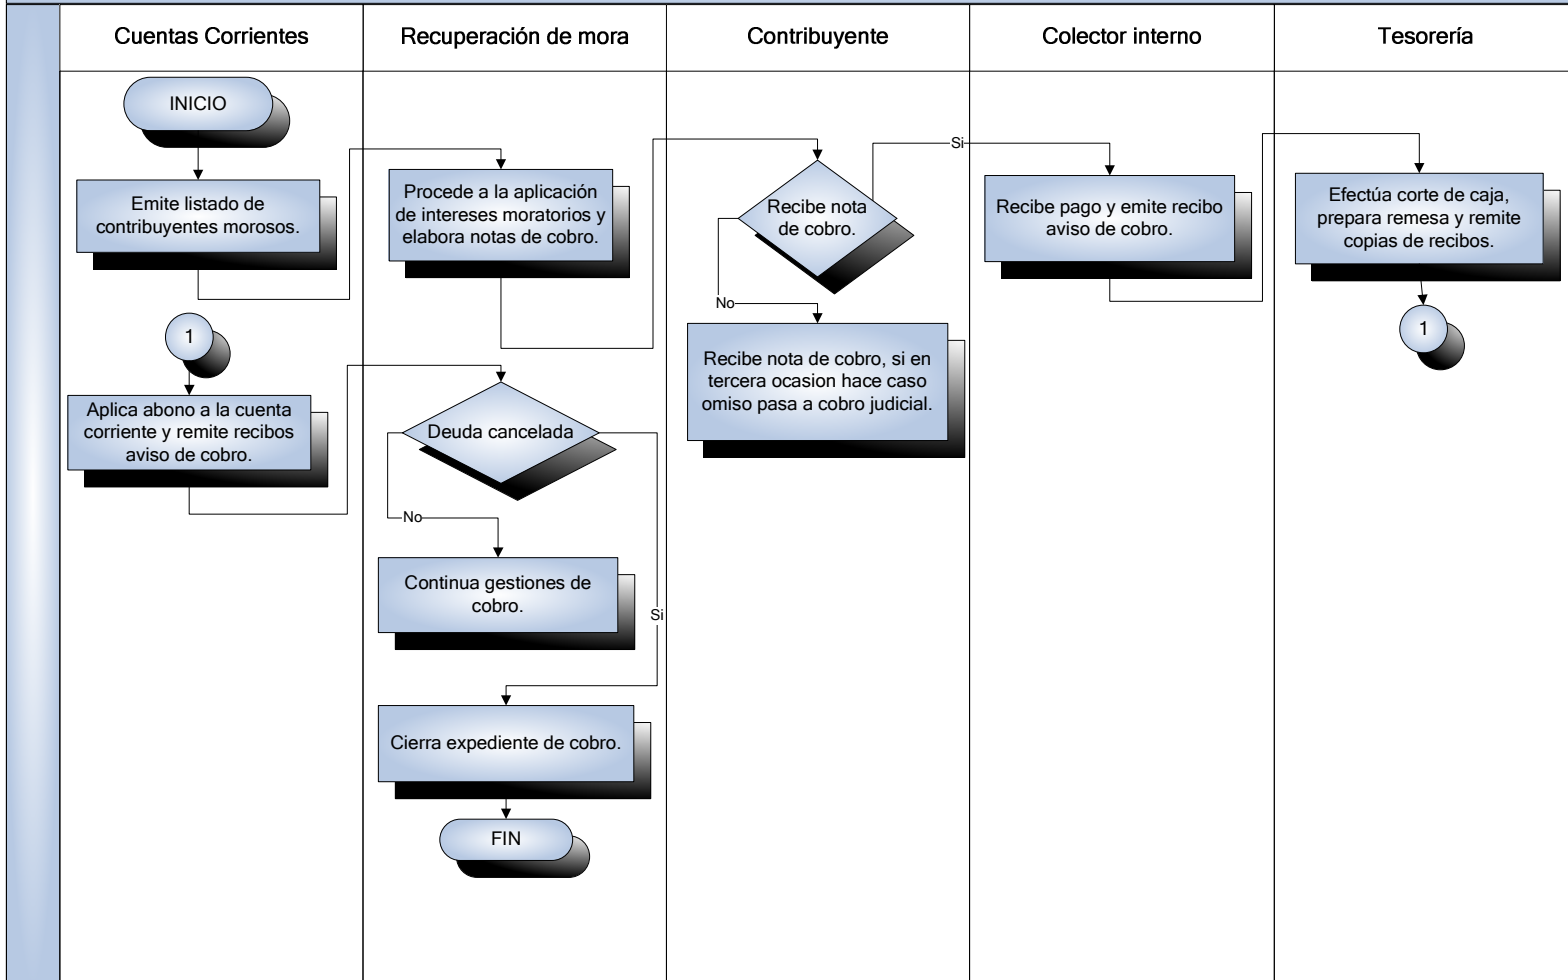 Cuentas Corrientes
Recuperación de mora
Contribuyente
Colector interno
Tesorería
INICIO
Emite listado de
contribuyentes morosos.
Procede a la aplicación
de intereses moratorios y
elabora notas de cobro.
Recibe nota
de cobro.
Si
No
Recibe pago y emite recibo
aviso de cobro.
Efectúa corte de caja,
prepara remesa y remite
copias de recibos.
1
Recibe nota de cobro, si en
tercera ocasion hace caso
omiso pasa a cobro judicial.
1
Aplica abono a la cuenta
corriente y remite recibos
aviso de cobro.
Deuda cancelada
No
Si
Continua gestiones de
cobro.
Cierra expediente de cobro.
FIN